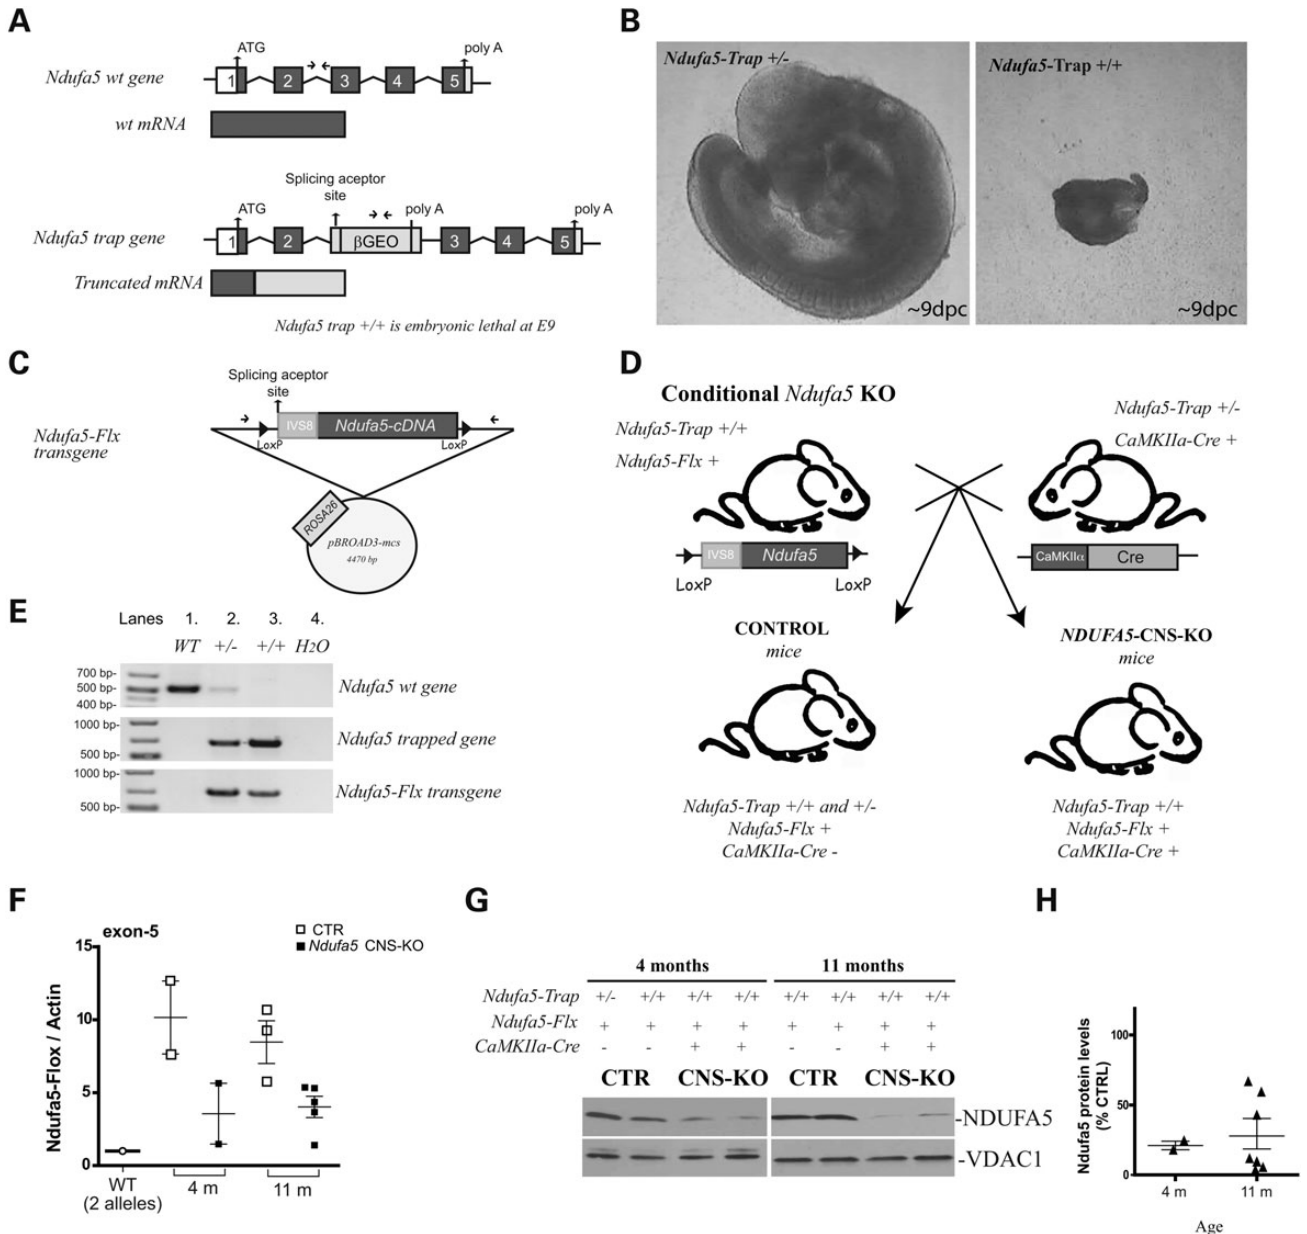 A
ATG
poly A
Ndufa5 wt gene
1 2 3 4 5
wt mRNA
Splicing aceptor
site
ATG
poly A
poly A
Ndufa5 trap gene
1 2 βGEO 3 4 5
Truncated mRNA
Ndufa5 trap +/+ is embryonic lethal at E9
B
Ndufa5-Trap +/-
~9dpc
Ndufa5-Trap +/+
~9dpc
C
Splicing aceptor
site
Ndufa5-Flx
transgene
IVS8 Ndufa5-cDNA
LoxP LoxP
ROSA26
pBROAD3-mcs
4470 bp
D
Conditional Ndufa5 KO
Ndufa5-Trap +/+
Ndufa5-Flx +
Ndufa5-Trap +/-
CaMKIIa-Cre +
IVS8 Ndufa5
LoxP LoxP
CaMKIIα Cre
CONTROL
mice
Ndufa5-Trap +/+ and +/-
Ndufa5-Flx +
CaMKIIa-Cre -
NDUFA5-CNS-KO
mice
Ndufa5-Trap +/+
Ndufa5-Flx +
CaMKIIa-Cre +
E
Lanes 1. 2. 3. 4.
WT +/- +/+ H2O
700 bp-
500 bp-
400 bp-
Ndufa5 wt gene
1000 bp-
500 bp-
Ndufa5 trapped gene
1000 bp-
500 bp-
Ndufa5-Flx transgene
F
exon-5
CTR
Ndufa5 CNS-KO
Ndufa5-Flox / Actin
15
10
5
0
WT
(2 alleles)
4 m
11 m
G
4 months 11 months
Ndufa5-Trap +/- +/+ +/+ +/+ +/+ +/+ +/+ +/+
Ndufa5-Flx + + + + + + + +
CaMKIIa-Cre - - + + - - + +
CTR CNS-KO CTR CNS-KO
-NDUFA5
-VDAC1
H
Ndufa5 protein levels
(% CTRL)
100
50
0
4 m 11 m
Age